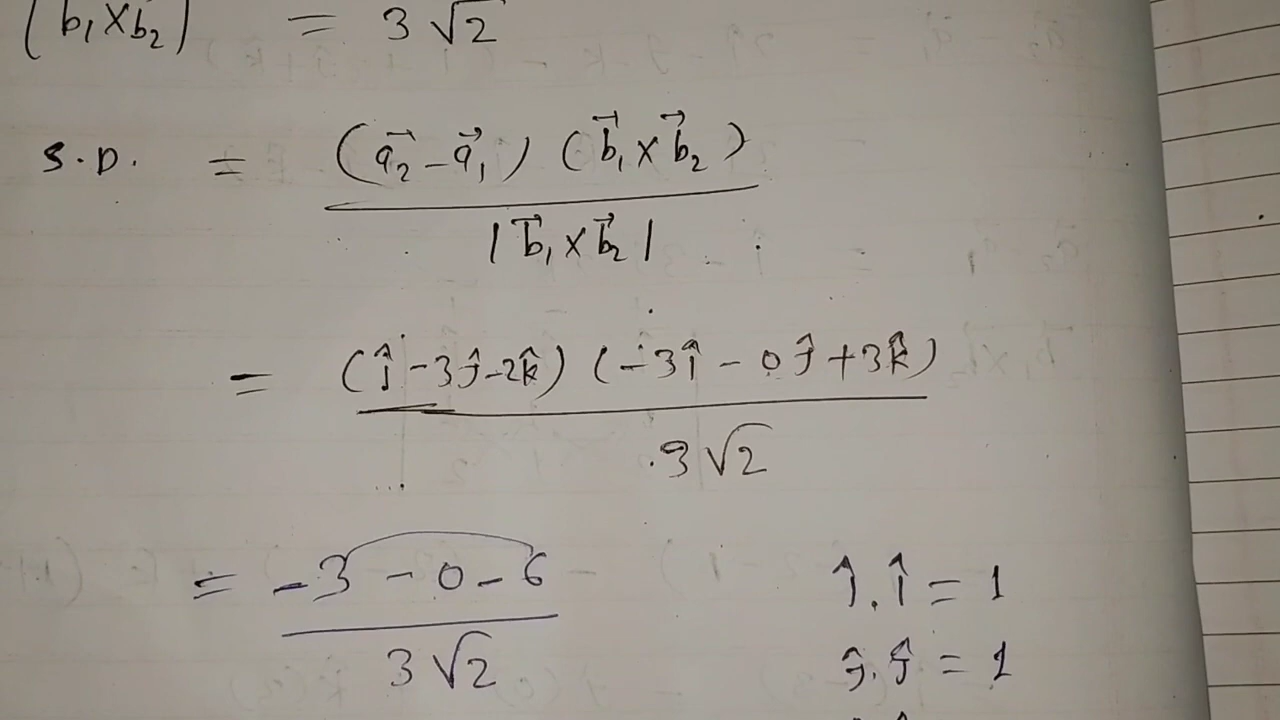 (b₁×b₂) = 3√2
S.D. = (a⃗₂ – a⃗₁) (b⃗₁×b⃗₂)
|b⃗₁×b⃗₂|
= (î – 3ĵ – 2k̂) (–3î – 0ĵ + 3k̂)
3√2
= –3 – 0 – 6
3√2
î.î = 1
ĵ.ĵ = 1